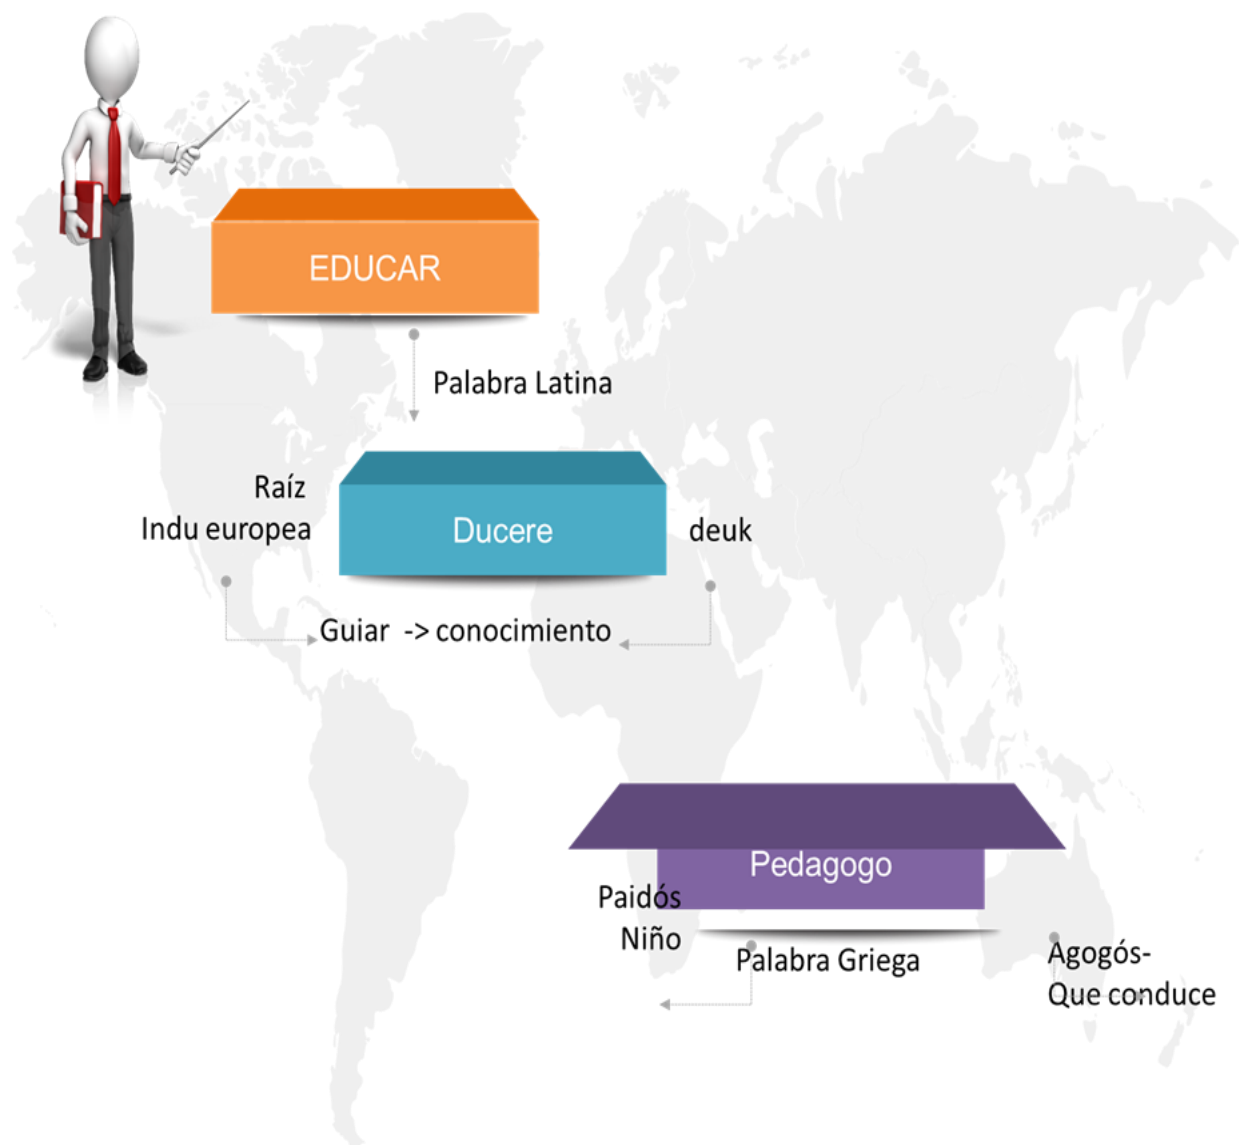 EDUCAR
Palabra Latina
Raíz
Indu europea
Ducere
deuk
Guiar -> conocimiento
Pedagogo
Paidós
Niño
Palabra Griega
Agogós-
Que conduce